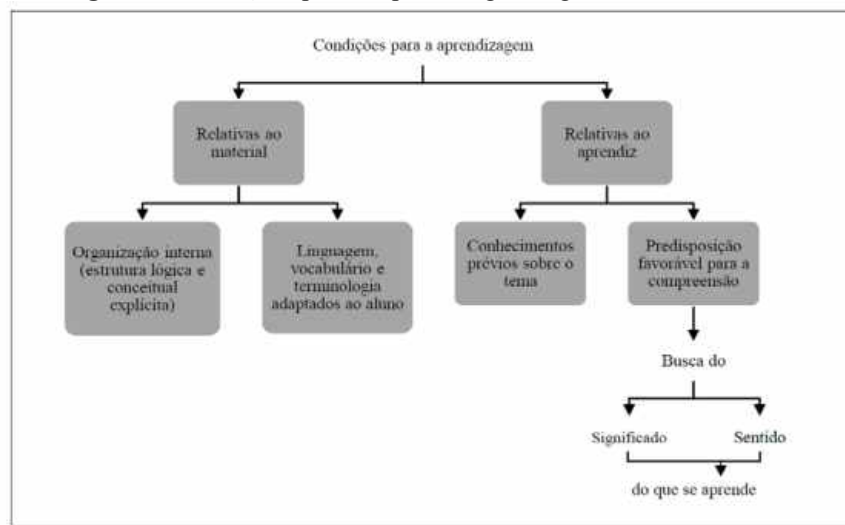 Condições para a aprendizagem
Relativas ao
material
Relativas ao
aprendiz
Organização interna
(estrutura lógica e
conceitual
explícita)
Linguagem,
vocabulário e
terminologia
adaptados ao aluno
Conhecimentos
prévios sobre o
tema
Predisposição
favorável para a
compreensão
Busca do
Significado
Sentido
do que se aprende